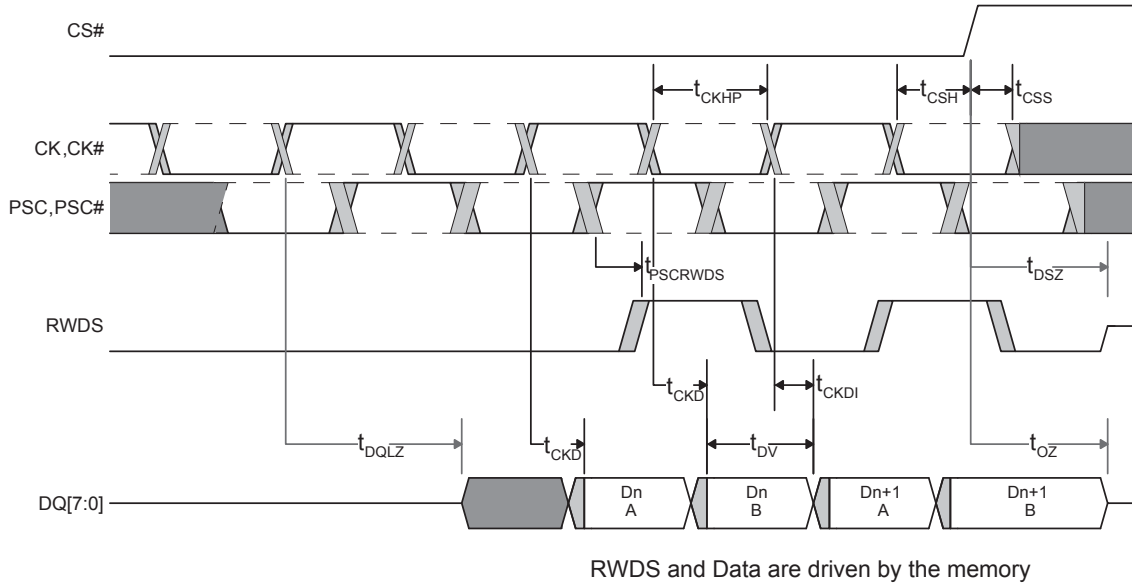 CS#
tCKHP
tCSH
tCSS
CK,CK#
PSC,PSC#
tPSCRWDS
tDSZ
RWDS
tCKD
tCKDI
tDQLZ
tCKD
tDV
tOZ
DQ[7:0]
Dn
A
Dn
B
Dn+1
A
Dn+1
B
RWDS and Data are driven by the memory